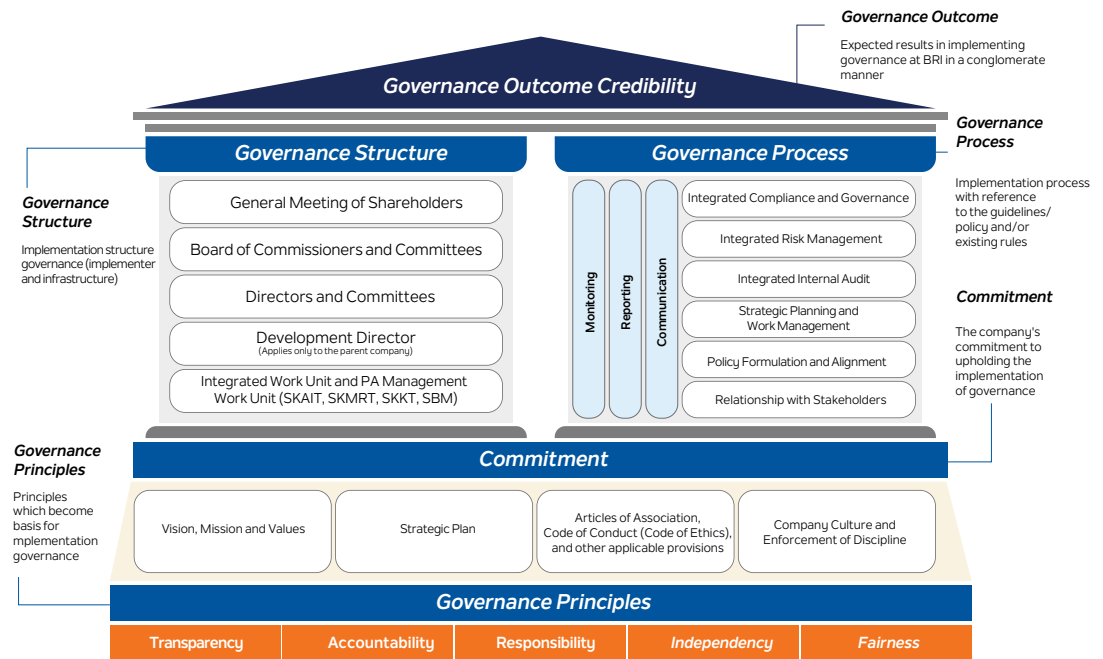 Governance Outcome
Expected results in implementing
governance at BRI in a conglomerate
manner
Governance Outcome Credibility
Governance
Process
Implementation process
with reference
to the guidelines/
policy and/or
existing rules
Governance Structure
Governance
Structure
Implementation structure
governance (implementer
and infrastructure)
General Meeting of Shareholders
Board of Commissioners and Committees
Directors and Committees
Development Director
(Applies only to the parent company)
Integrated Work Unit and PA Management
Work Unit (SKAIT, SKMRT, SKKT, SBM)
Governance Process
Monitoring
Reporting
Communication
Integrated Compliance and Governance
Integrated Risk Management
Integrated Internal Audit
Strategic Planning and
Work Management
Policy Formulation and Alignment
Relationship with Stakeholders
Commitment
The company's
commitment to
upholding the
implementation
of governance
Commitment
Vision, Mission and Values
Strategic Plan
Articles of Association,
Code of Conduct (Code of Ethics),
and other applicable provisions
Company Culture and
Enforcement of Discipline
Governance
Principles
Principles
which become
basis for
mplementation
governance
Governance Principles
Transparency
Accountability
Responsibility
Independency
Fairness